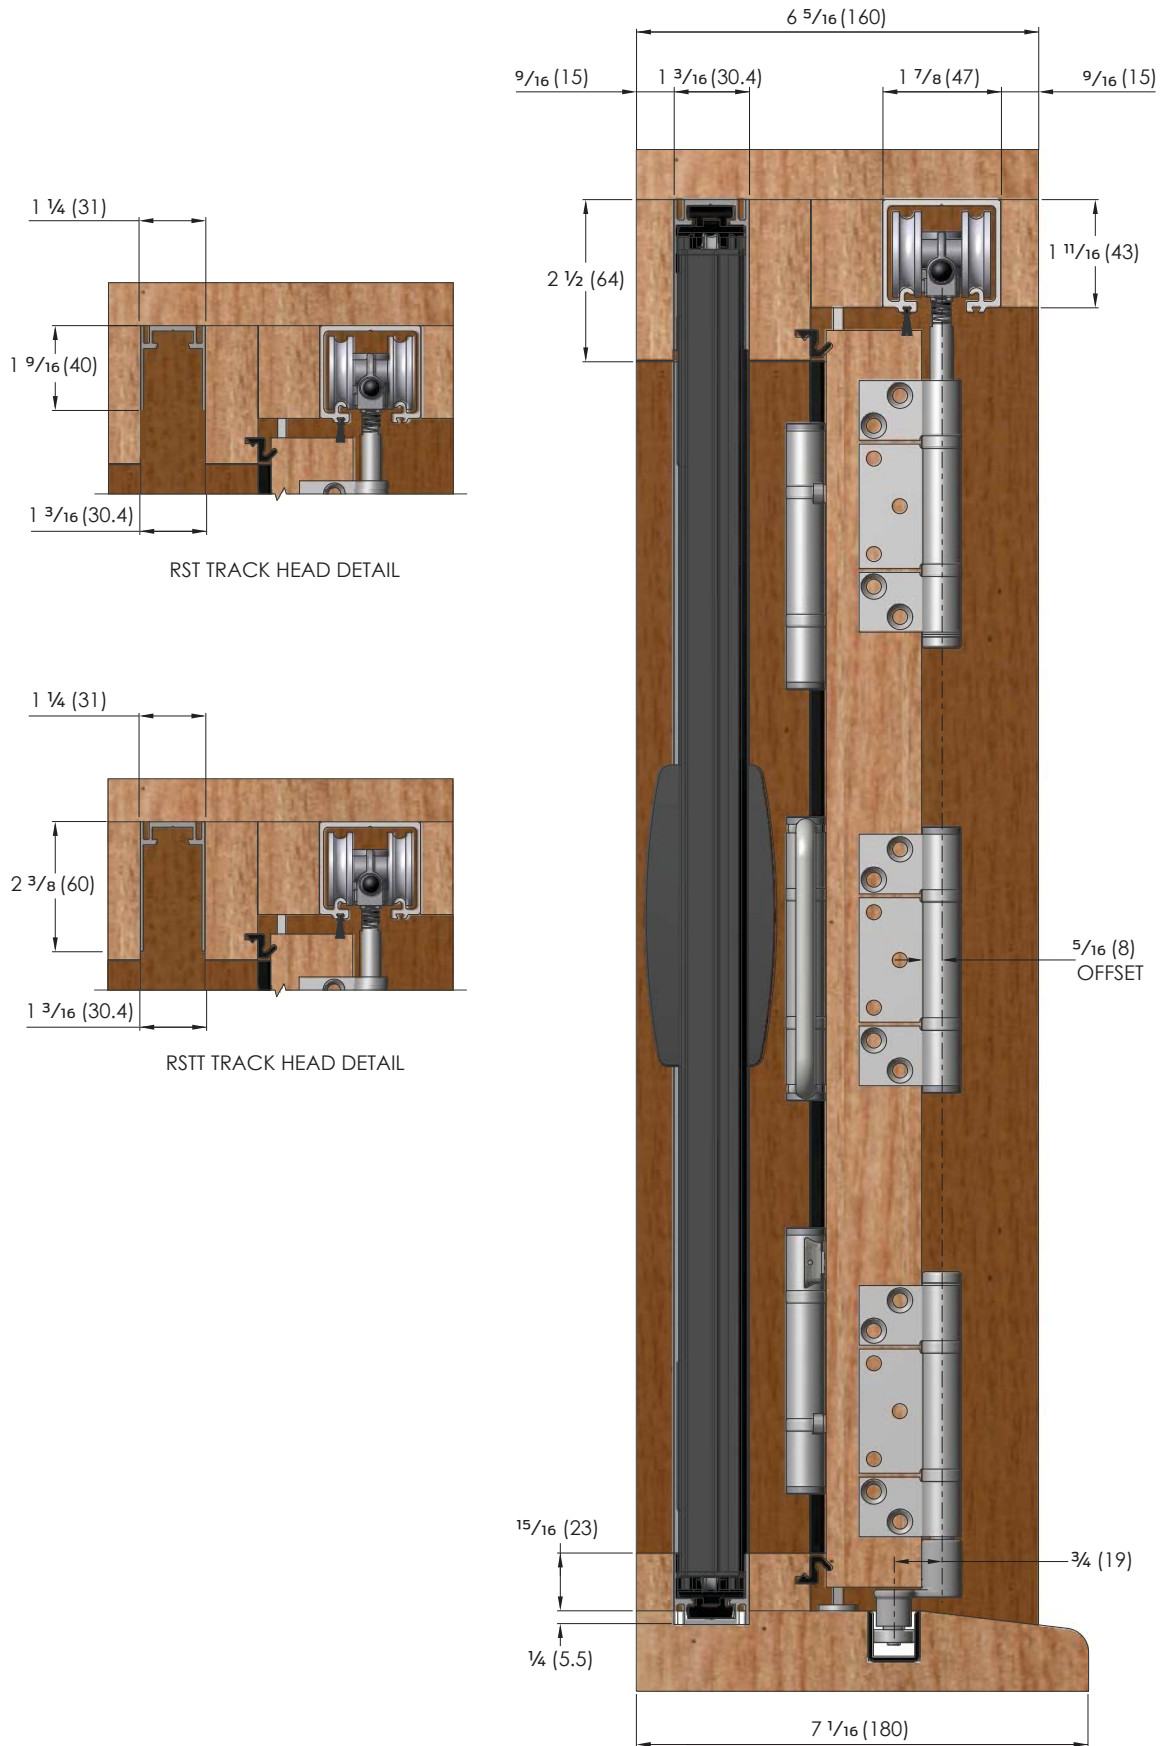 6 5/16 (160)
9/16 (15)
1 3/16 (30.4)
1 7/8 (47)
9/16 (15)
1 1/4 (31)
2 1/2 (64)
1 11/16 (43)
1 9/16 (40)
1 3/16 (30.4)
RST TRACK HEAD DETAIL
1 1/4 (31)
2 3/8 (60)
5/16 (8)
OFFSET
1 3/16 (30.4)
RSTT TRACK HEAD DETAIL
15/16 (23)
3/4 (19)
1/4 (5.5)
7 1/16 (180)